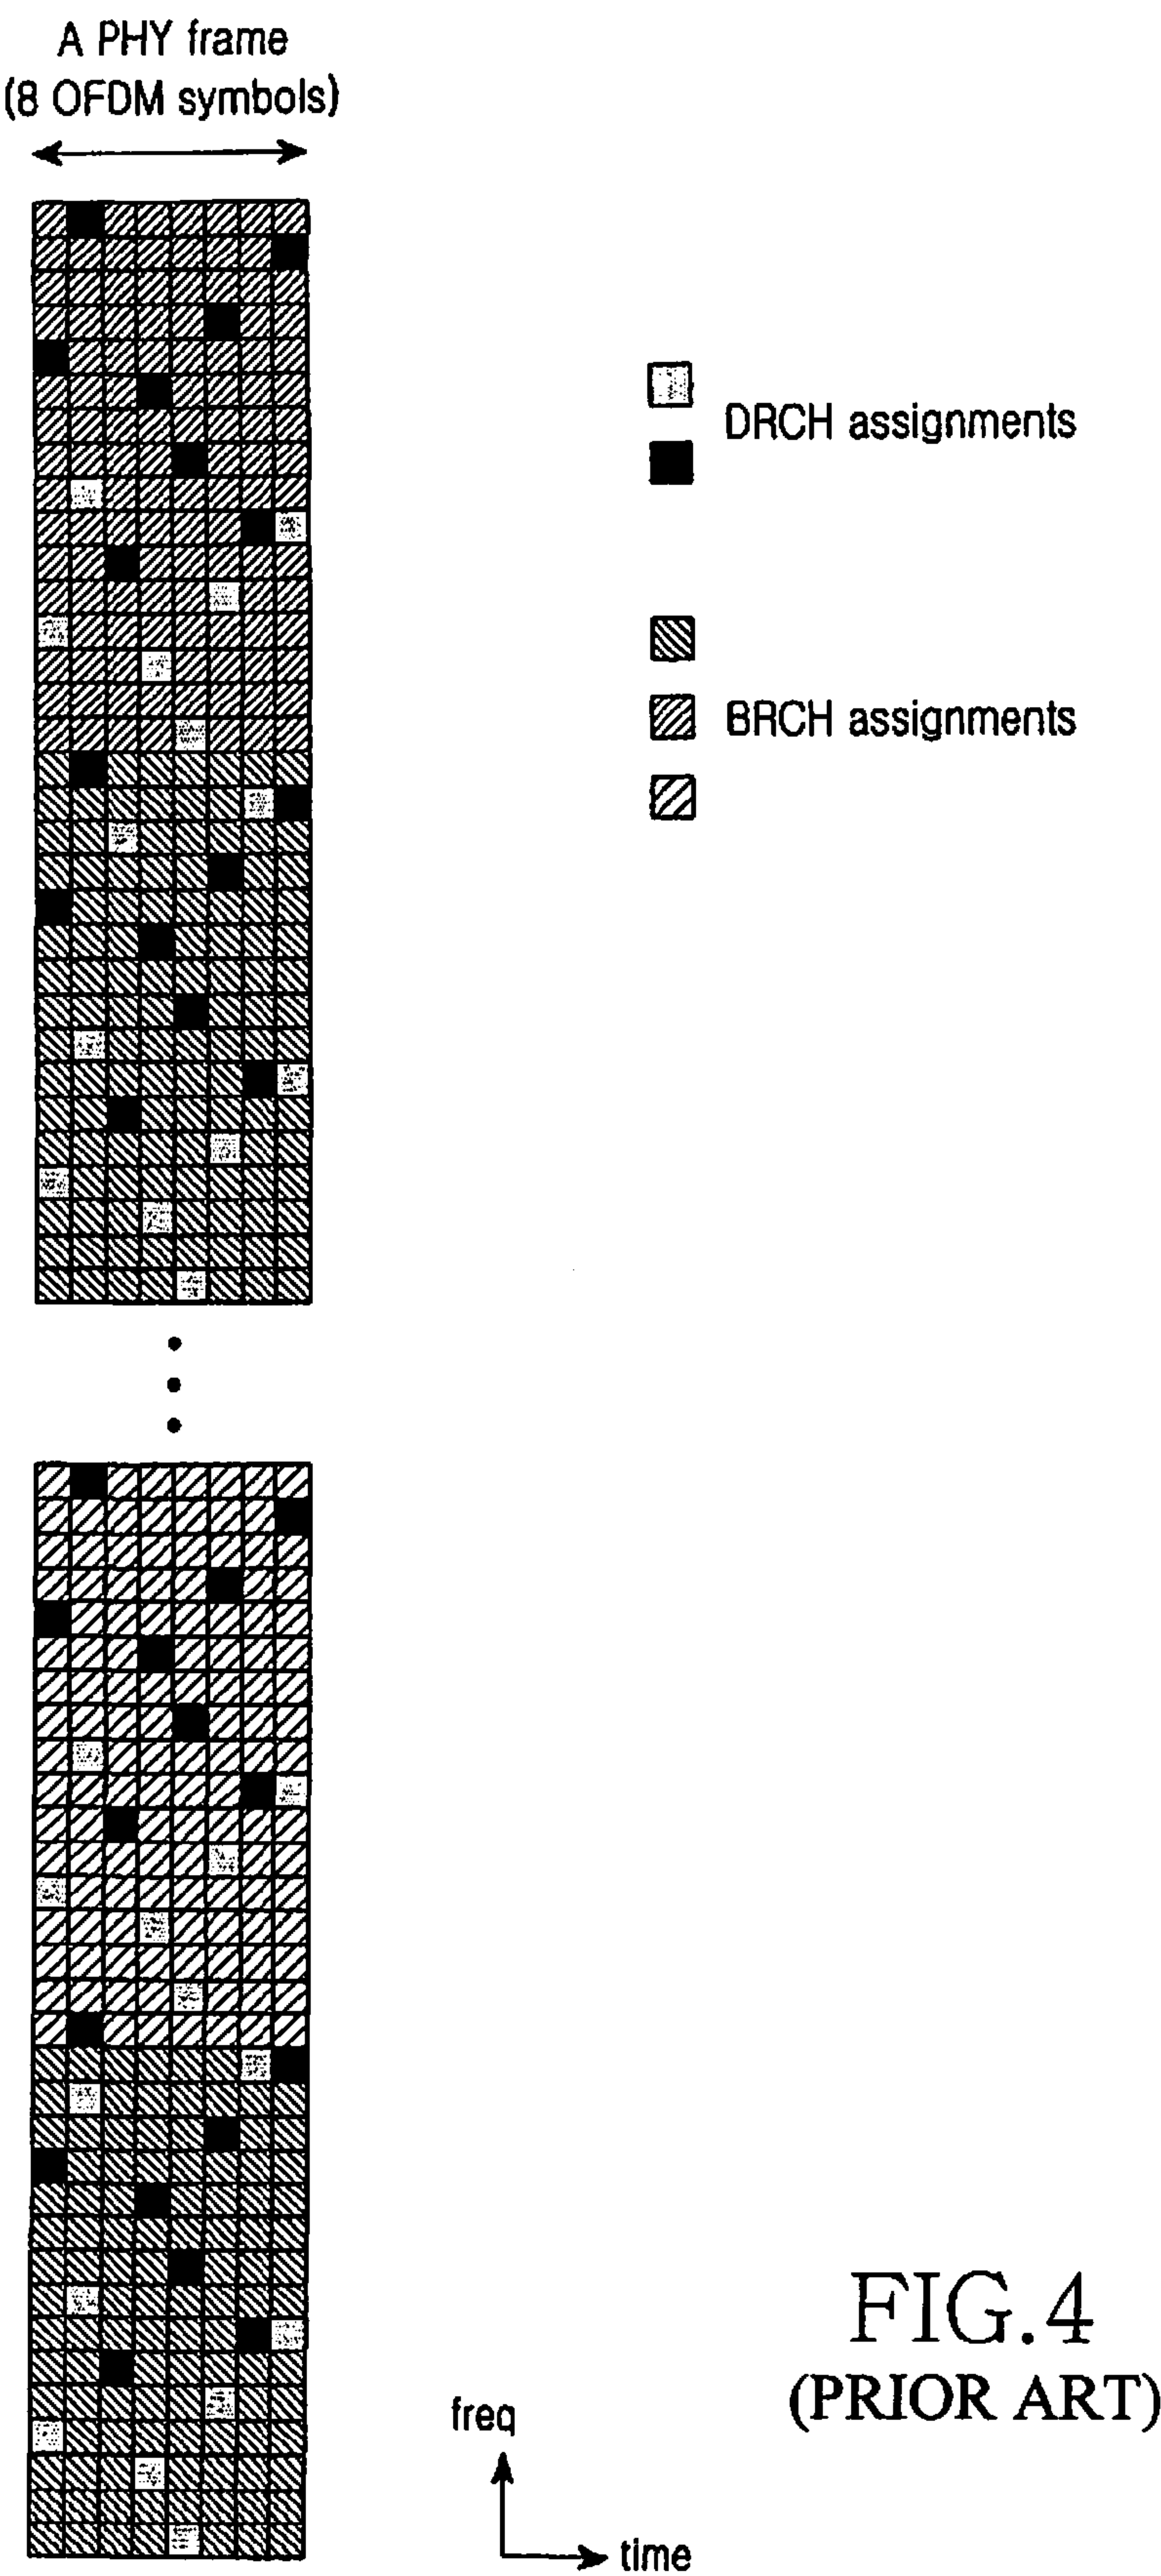 A PHY frame
(8 OFDM symbols)
DRCH assignments
BRCH assignments
FIG.4
(PRIOR ART)
freq
time